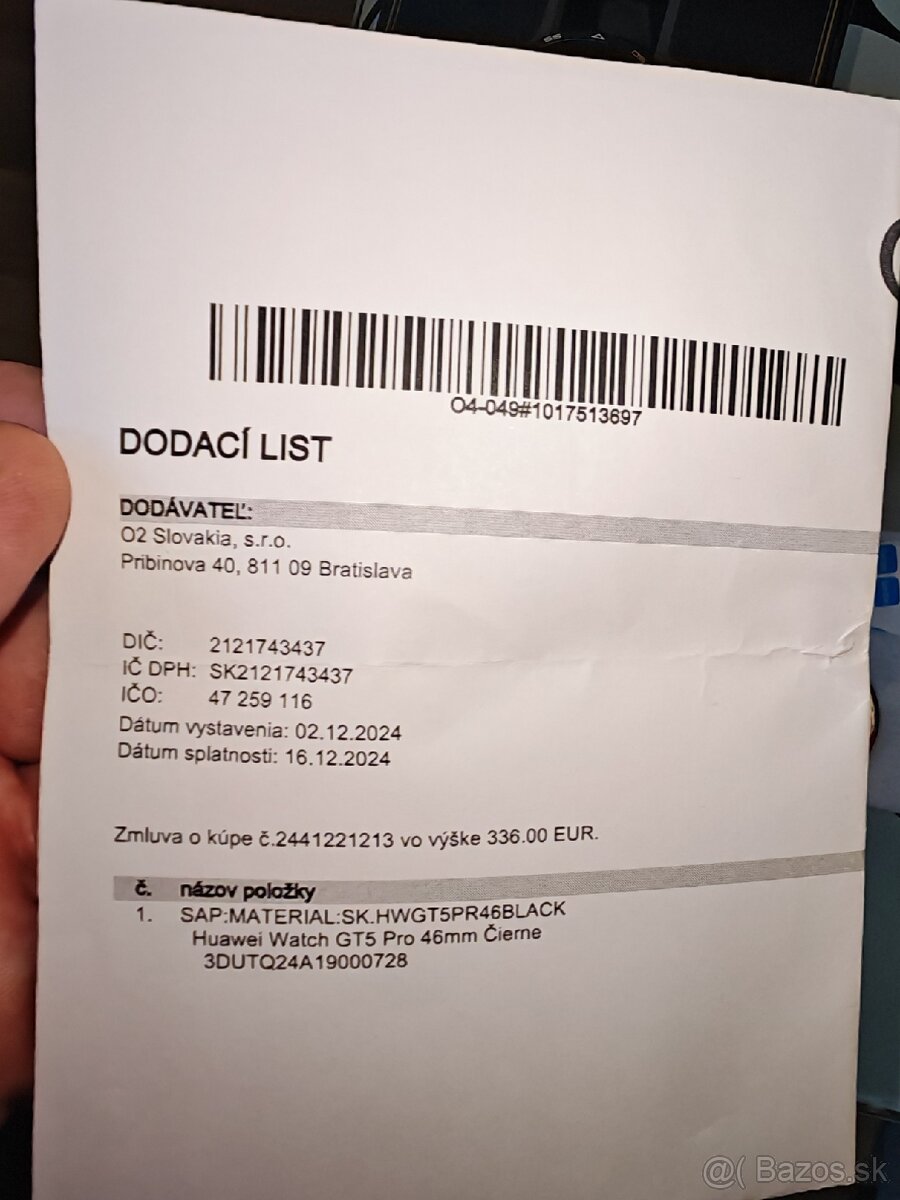 O4-049#1017513697
DODACÍ LIST
DODÁVATEĽ:
O2 Slovakia, s.r.o.
Pribinova 40, 811 09 Bratislava
DIČ: 2121743437
IČ DPH: SK2121743437
IČO: 47 259 116
Dátum vystavenia: 02.12.2024
Dátum splatnosti: 16.12.2024
Zmluva o kúpe č.2441221213 vo výške 336.00 EUR.
č. názov položky
1. SAP:MATERIAL:SK.HWGT5PR46BLACK
Huawei Watch GT5 Pro 46mm Čierne
3DUTQ24A19000728
@( Bazos.sk